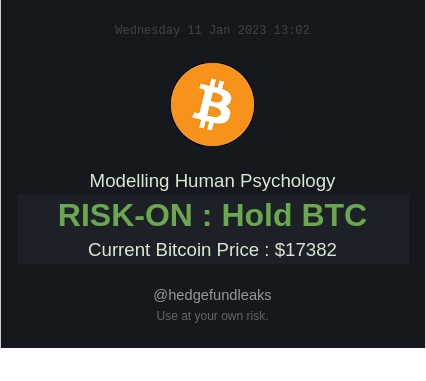 Wednesday 11 Jan 2023 13:02
Modelling Human Psychology
RISK-ON : Hold BTC
Current Bitcoin Price : $17382
@hedgefundleaks
Use at your own risk.